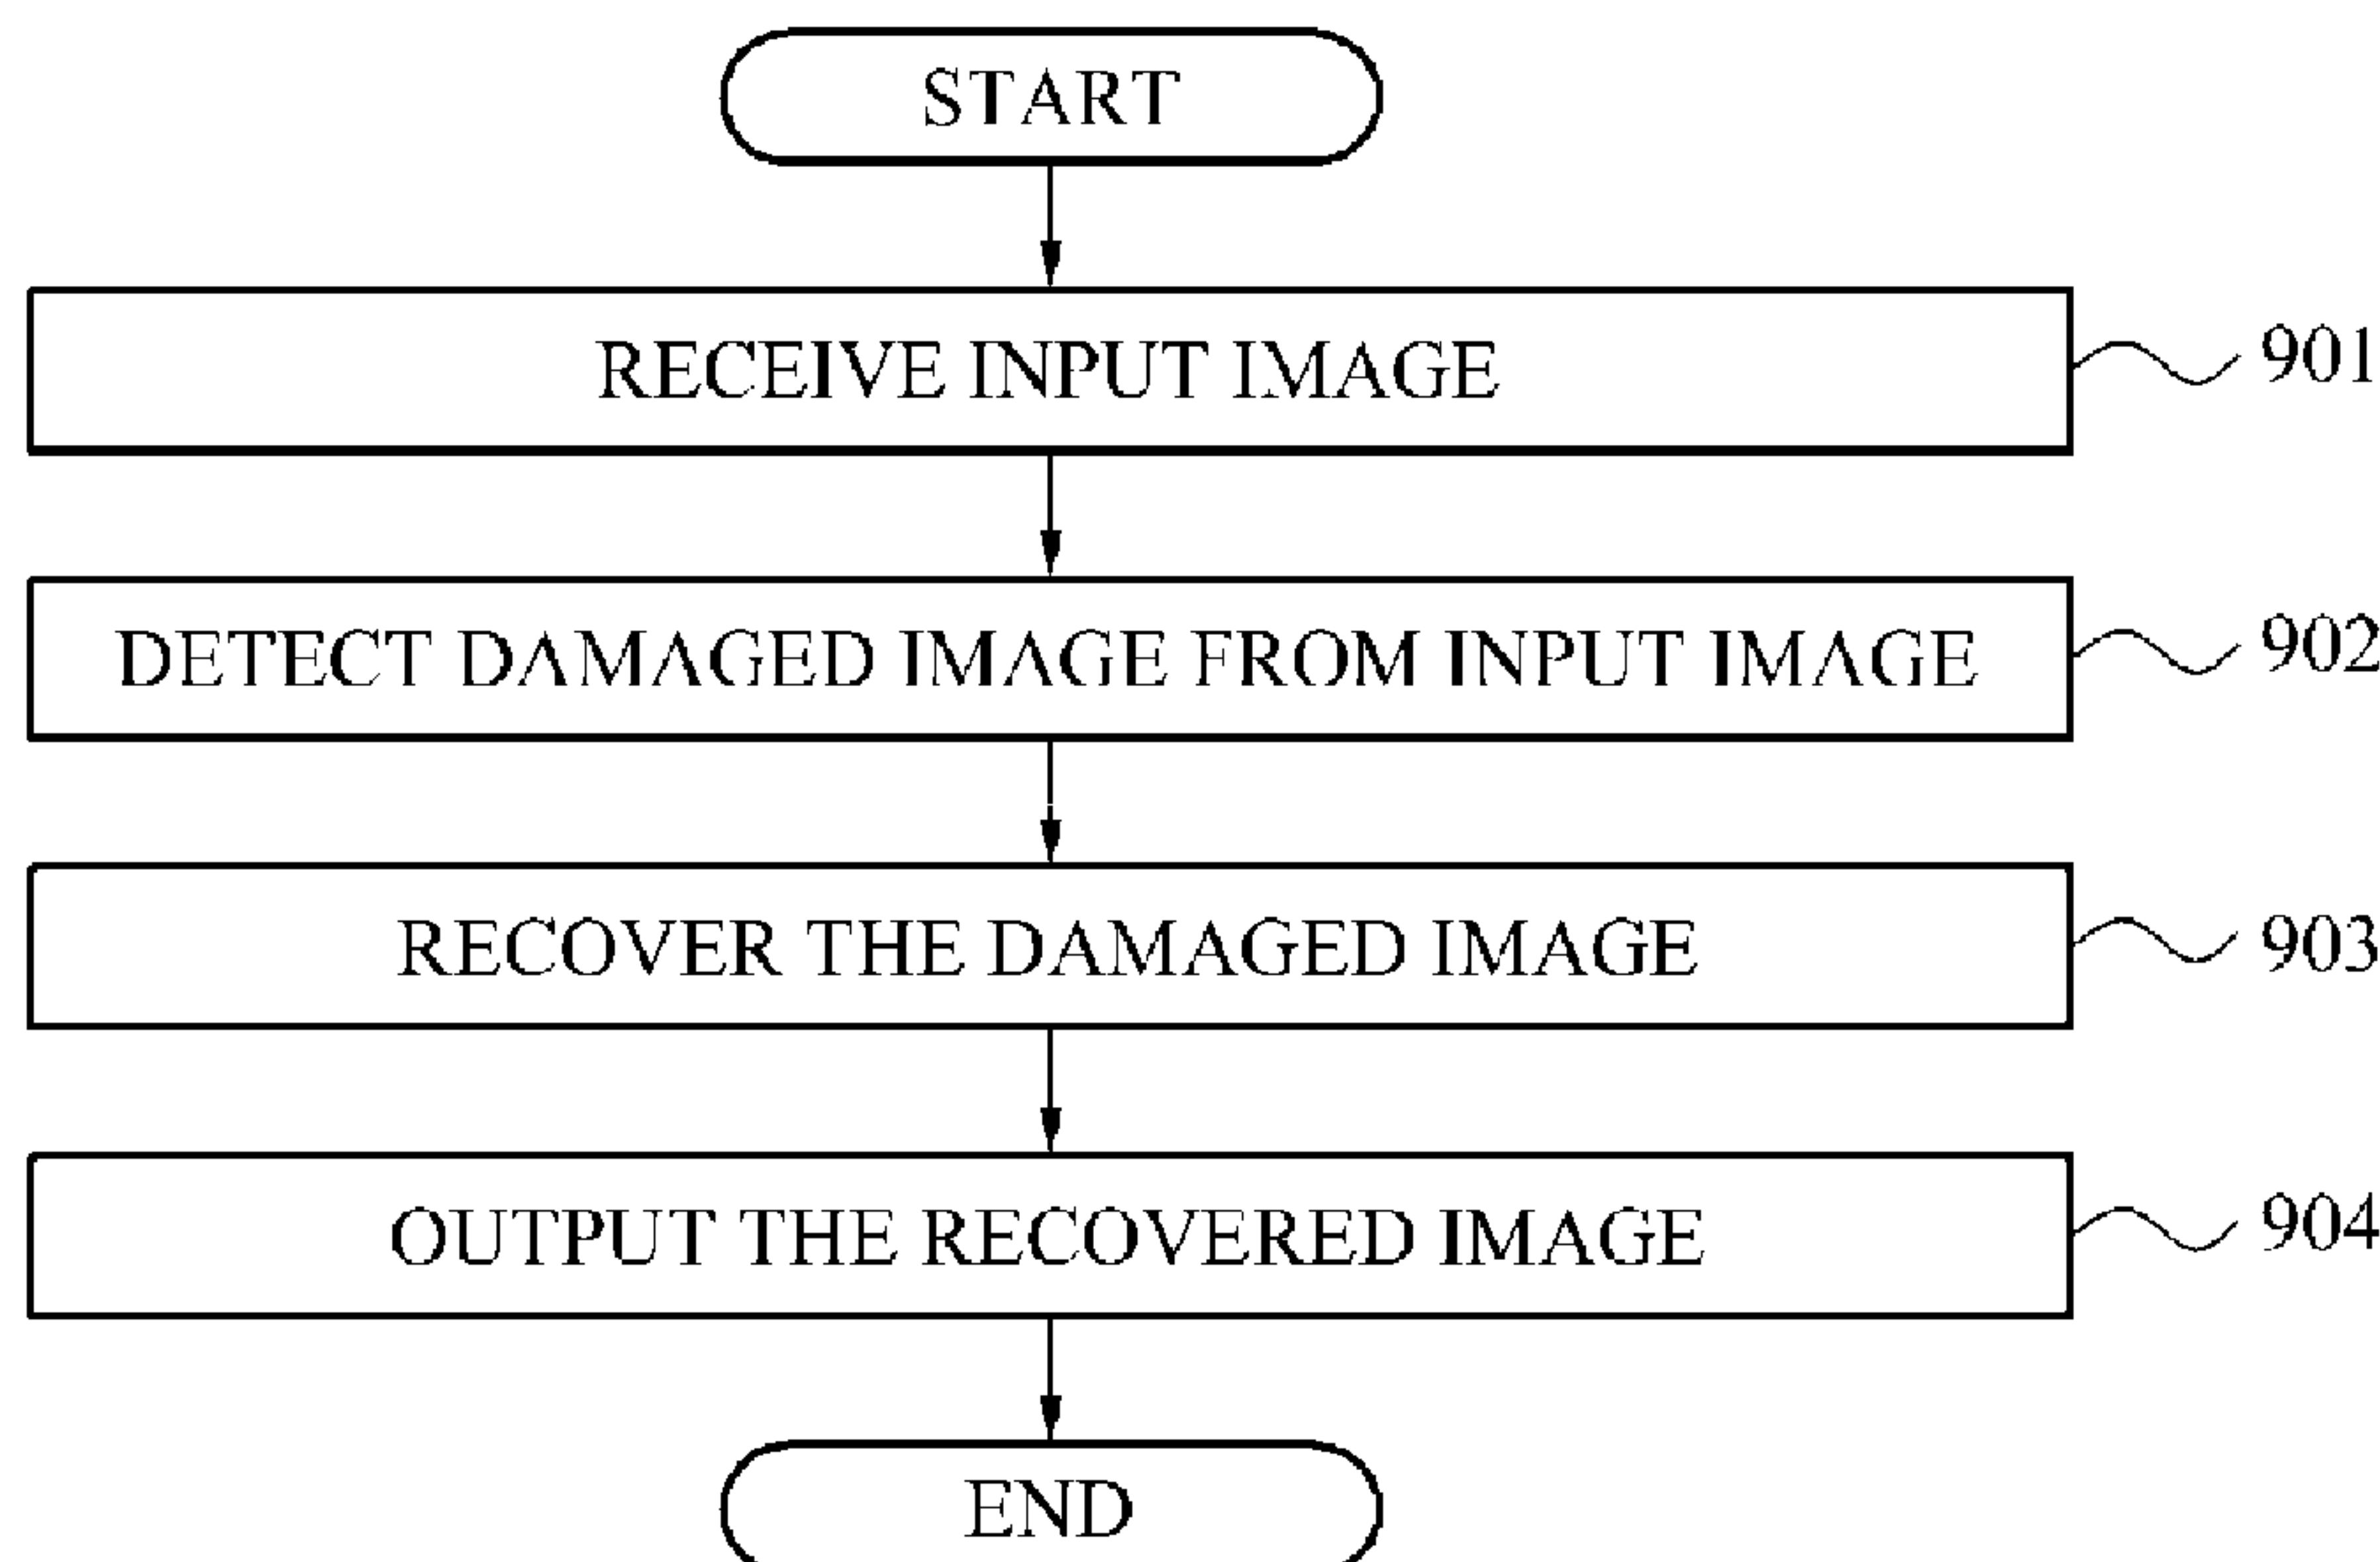 START
RECEIVE INPUT IMAGE 901
DETECT DAMAGED IMAGE FROM INPUT IMAGE 902
RECOVER THE DAMAGED IMAGE 903
OUTPUT THE RECOVERED IMAGE 904
END